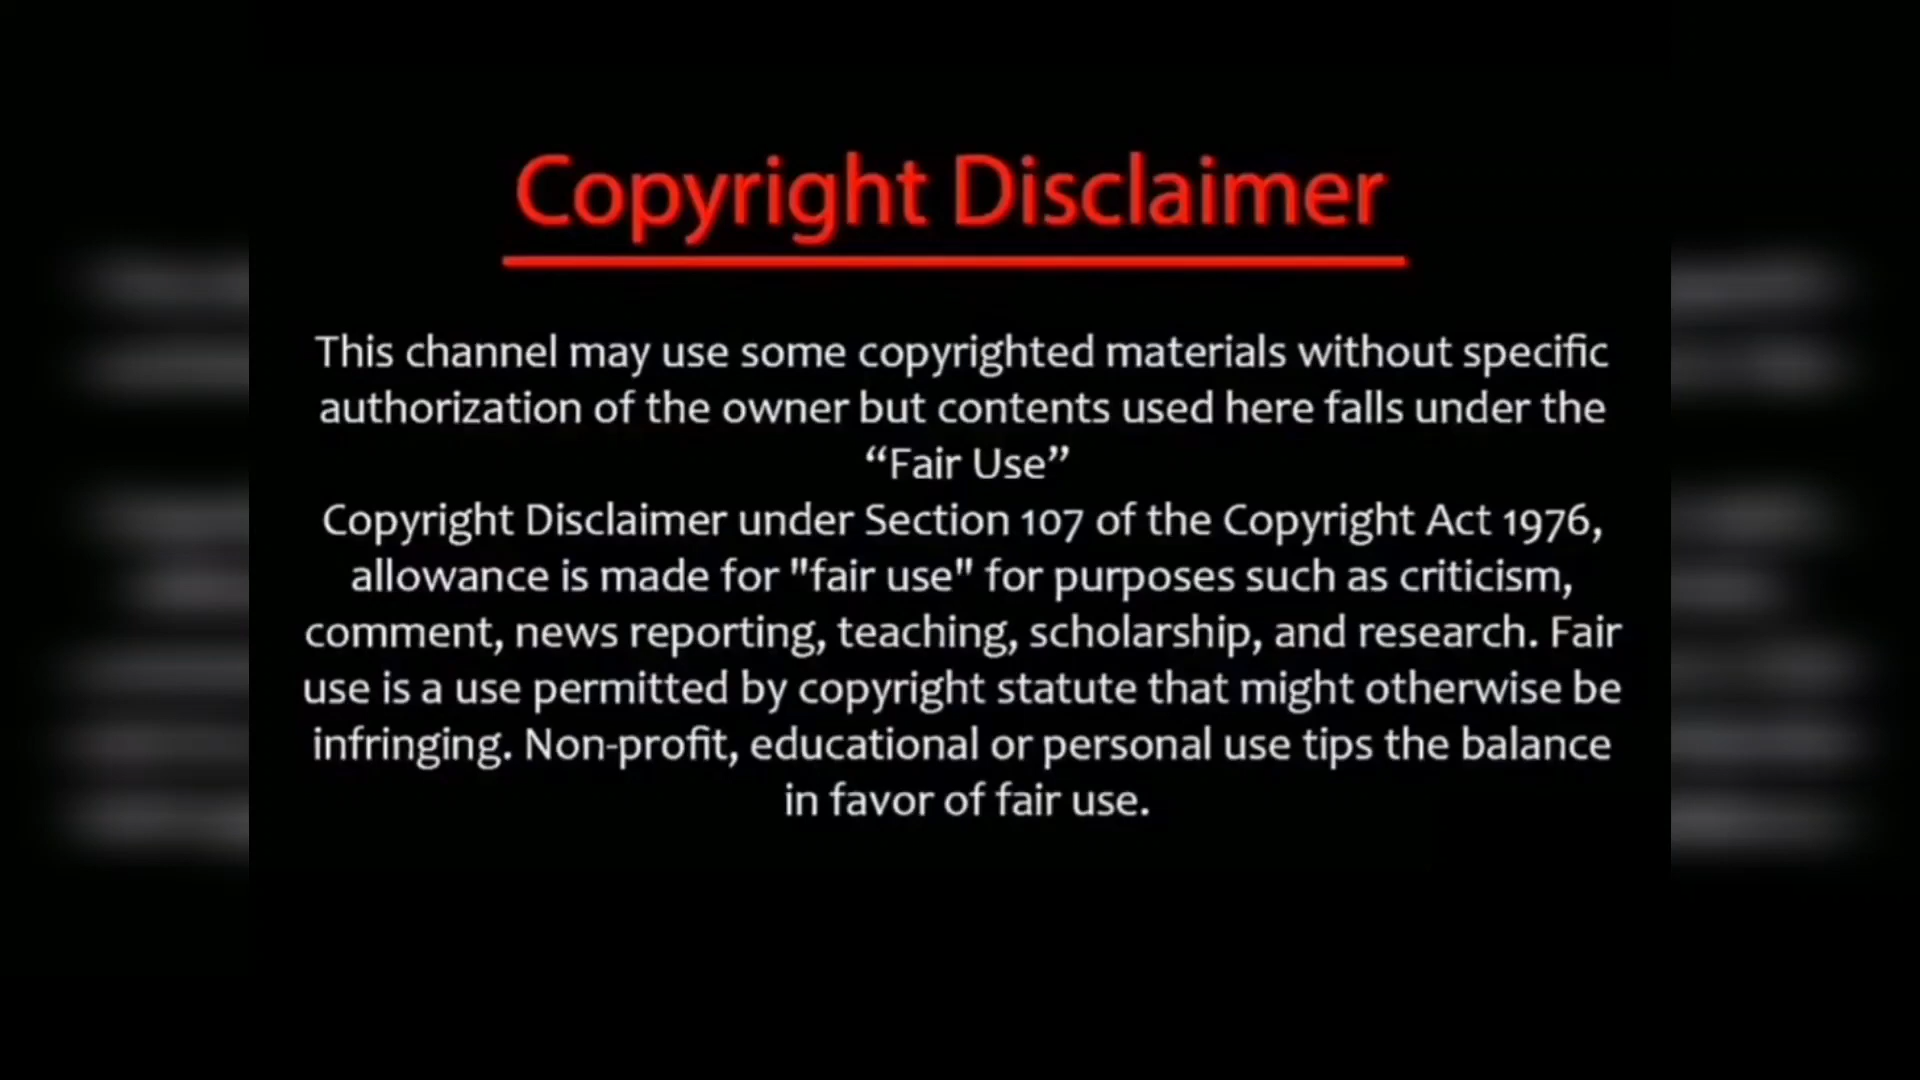 Copyright Disclaimer
This channel may use some copyrighted materials without specific
authorization of the owner but contents used here falls under the
“Fair Use”
Copyright Disclaimer under Section 107 of the Copyright Act 1976,
allowance is made for "fair use" for purposes such as criticism,
comment, news reporting, teaching, scholarship, and research. Fair
use is a use permitted by copyright statute that might otherwise be
infringing. Non-profit, educational or personal use tips the balance
in favor of fair use.